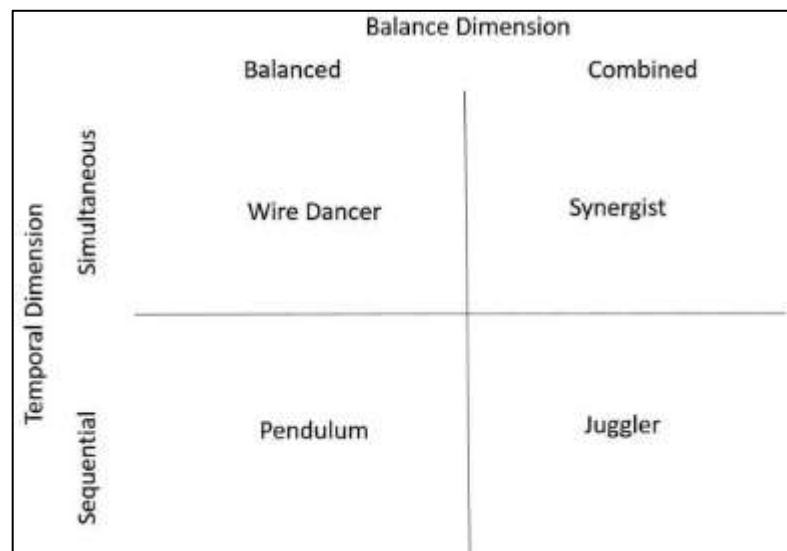 Balance Dimension
Balanced
Combined
Temporal Dimension
Simultaneous
Wire Dancer
Synergist
Sequential
Pendulum
Juggler